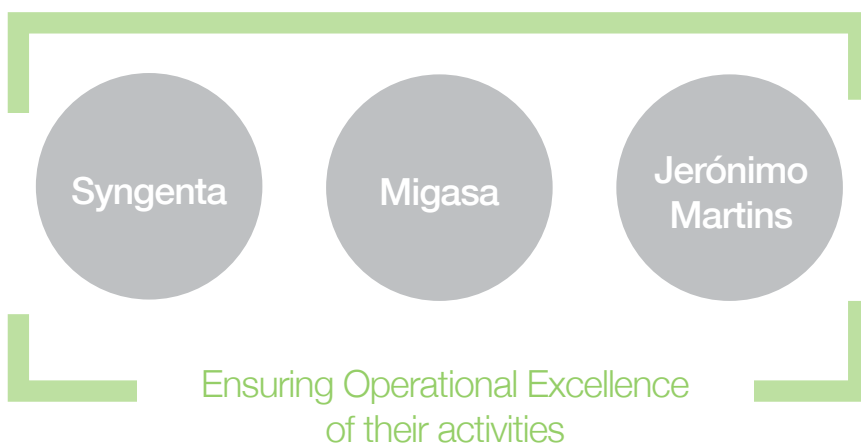 Syngenta
Migasa
Jerónimo
Martins
Ensuring Operational Excellence
of their activities